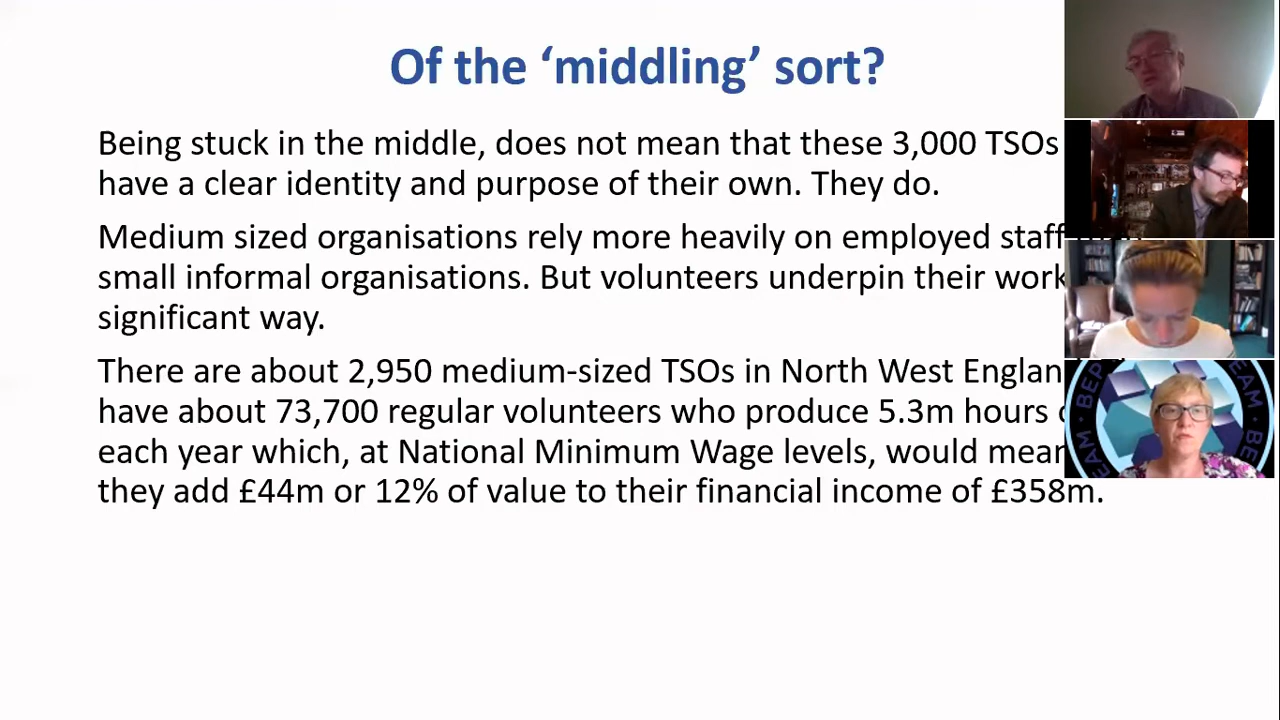 Of the ‘middling’ sort?
Being stuck in the middle, does not mean that these 3,000 TSOs
have a clear identity and purpose of their own. They do.
Medium sized organisations rely more heavily on employed staff
small informal organisations. But volunteers underpin their work
significant way.
There are about 2,950 medium-sized TSOs in North West
have about 73,700 regular volunteers who produce 5.3m hours
each year which, at National Minimum Wage levels, would
they add £44m or 12% of value to their financial income of £358m.
TEAM